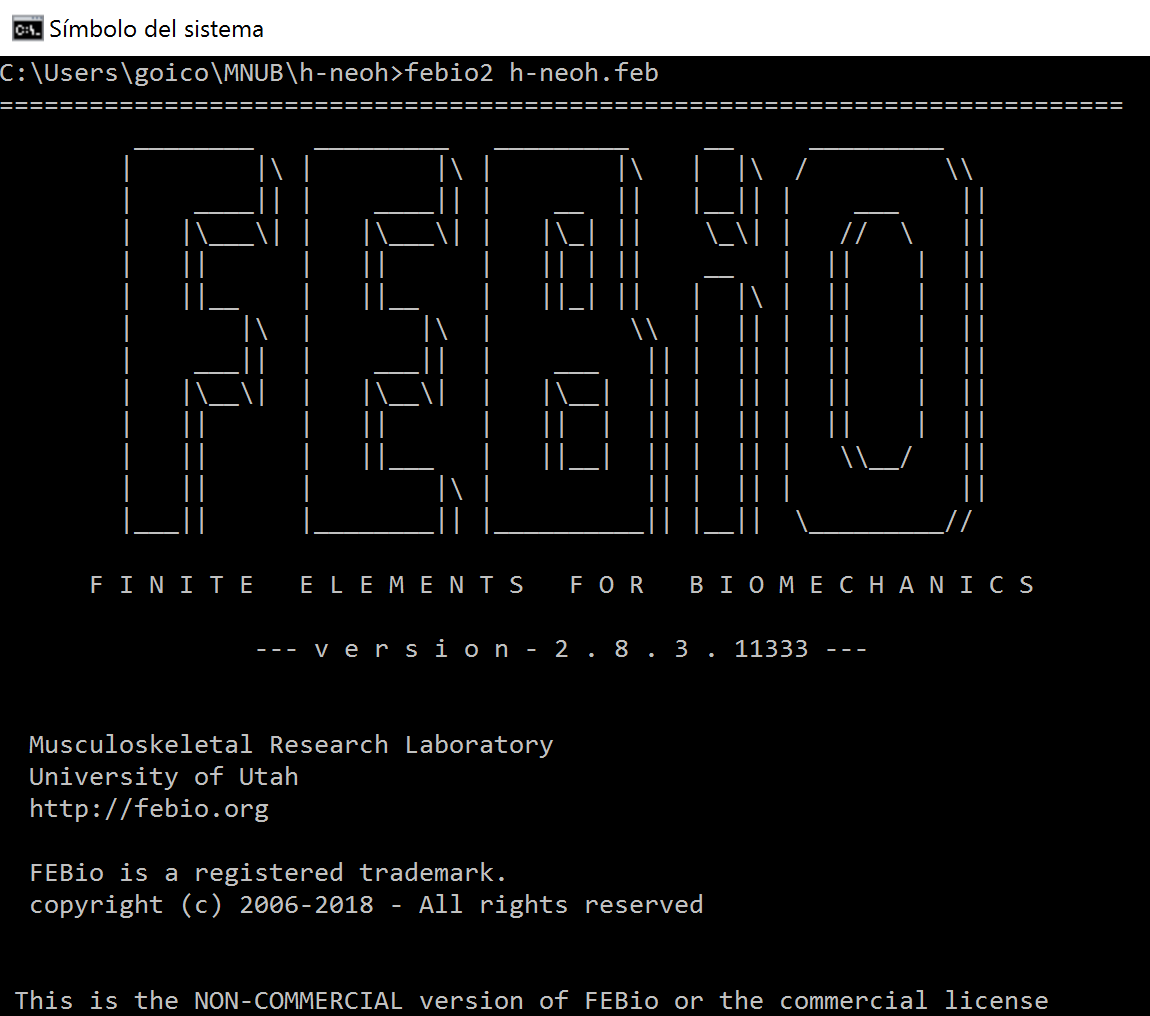 Símbolo del sistema
C:\Users\goico\MNUB\h-neoh>febio2 h-neoh.feb
===========================================================================
FEBiO
F I N I T E   E L E M E N T S   F O R   B I O M E C H A N I C S
--- v e r s i o n - 2 . 8 . 3 . 11333 ---
Musculoskeletal Research Laboratory
University of Utah
http://febio.org
FEBio is a registered trademark.
copyright (c) 2006-2018 - All rights reserved
This is the NON-COMMERCIAL version of FEBio or the commercial license